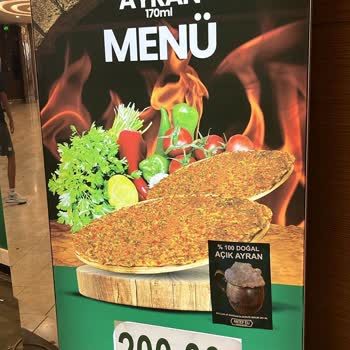 AYRAN
170ml
MENÜ
% 100 DOĞAL
AÇIK AYRAN